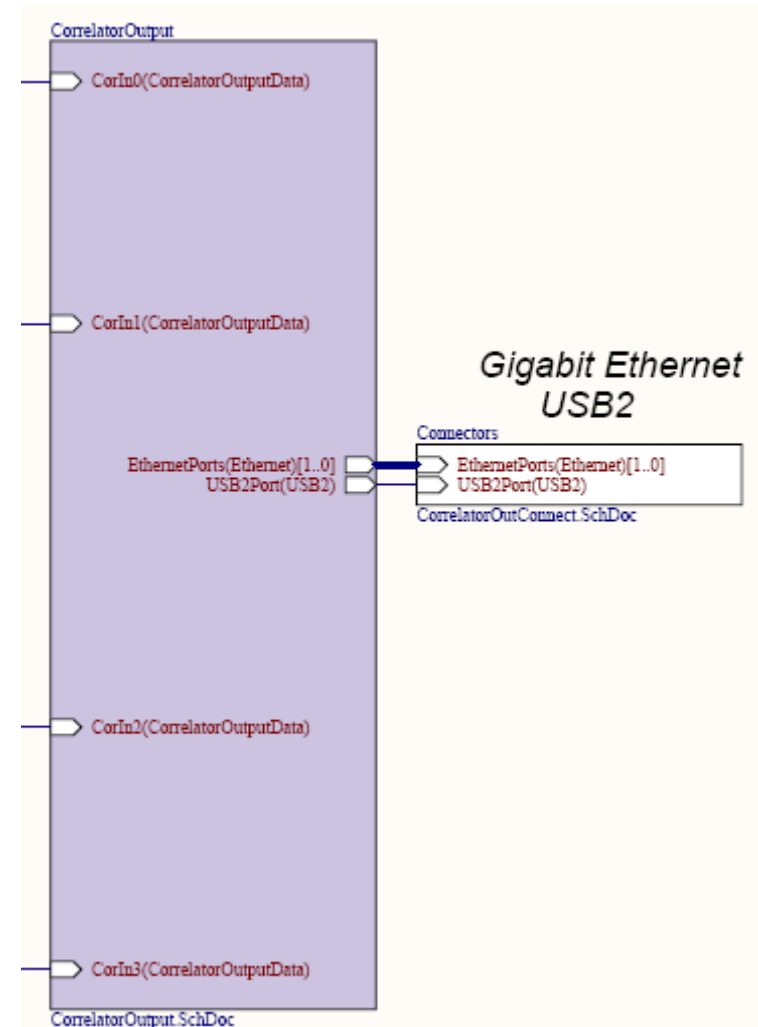 CorrelatorOutput
CorIn0(CorrelatorOutputData)
CorIn1(CorrelatorOutputData)
Gigabit Ethernet
USB2
Connectors
EthernetPorts(Ethernet)[1..0]
USB2Port(USB2)
EthernetPorts(Ethernet)[1..0]
USB2Port(USB2)
CorrelatorOutConnect.SchDoc
CorIn2(CorrelatorOutputData)
CorIn3(CorrelatorOutputData)
CorrelatorOutput.SchDoc